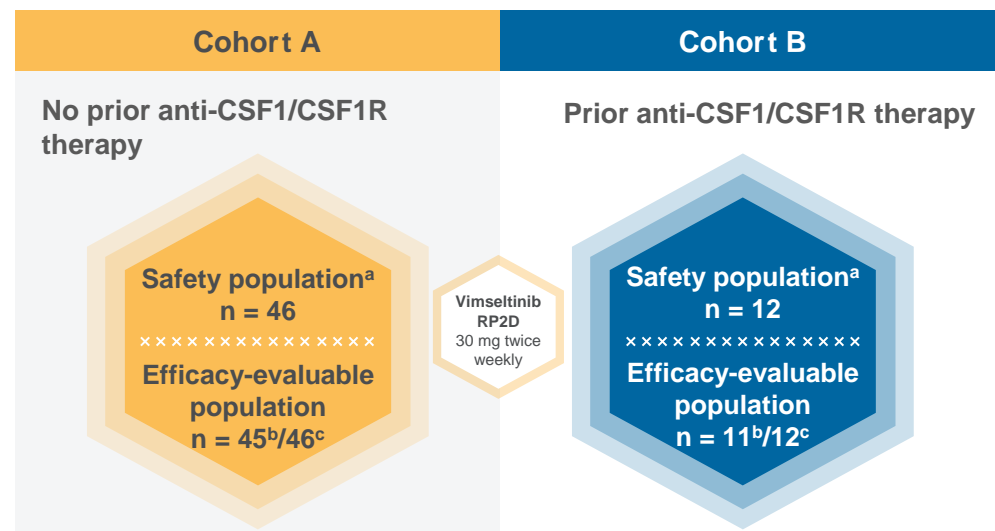 Cohort A
Cohort B
No prior anti-CSF1/CSF1R
therapy
Prior anti-CSF1/CSF1R therapy
Safety populationᵃ
n = 46
Efficacy-evaluable
population
n = 45ᵇ/46ᶜ
Vimseltinib
RP2D
30 mg twice
weekly
Safety populationᵃ
n = 12
Efficacy-evaluable
population
n = 11ᵇ/12ᶜ